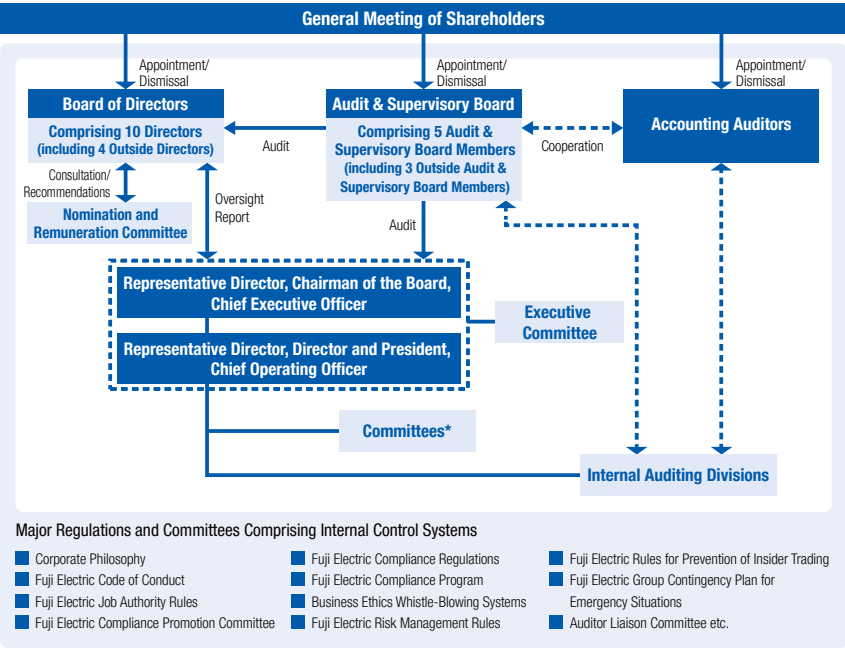 General Meeting of Shareholders
Appointment/
Dismissal
Appointment/
Dismissal
Appointment/
Dismissal
Board of Directors
Comprising 10 Directors
(including 4 Outside Directors)
Audit
Audit & Supervisory Board
Comprising 5 Audit &
Supervisory Board Members
(including 3 Outside Audit &
Supervisory Board Members)
Cooperation
Accounting Auditors
Consultation/
Recommendations
Nomination and
Remuneration Committee
Oversight
Report
Audit
Representative Director, Chairman of the Board,
Chief Executive Officer
Representative Director, Director and President,
Chief Operating Officer
Executive
Committee
Committees*
Internal Auditing Divisions
Major Regulations and Committees Comprising Internal Control Systems
Corporate Philosophy
Fuji Electric Code of Conduct
Fuji Electric Job Authority Rules
Fuji Electric Compliance Promotion Committee
Fuji Electric Compliance Regulations
Fuji Electric Compliance Program
Business Ethics Whistle-Blowing Systems
Fuji Electric Risk Management Rules
Fuji Electric Rules for Prevention of Insider Trading
Fuji Electric Group Contingency Plan for
Emergency Situations
Auditor Liaison Committee etc.